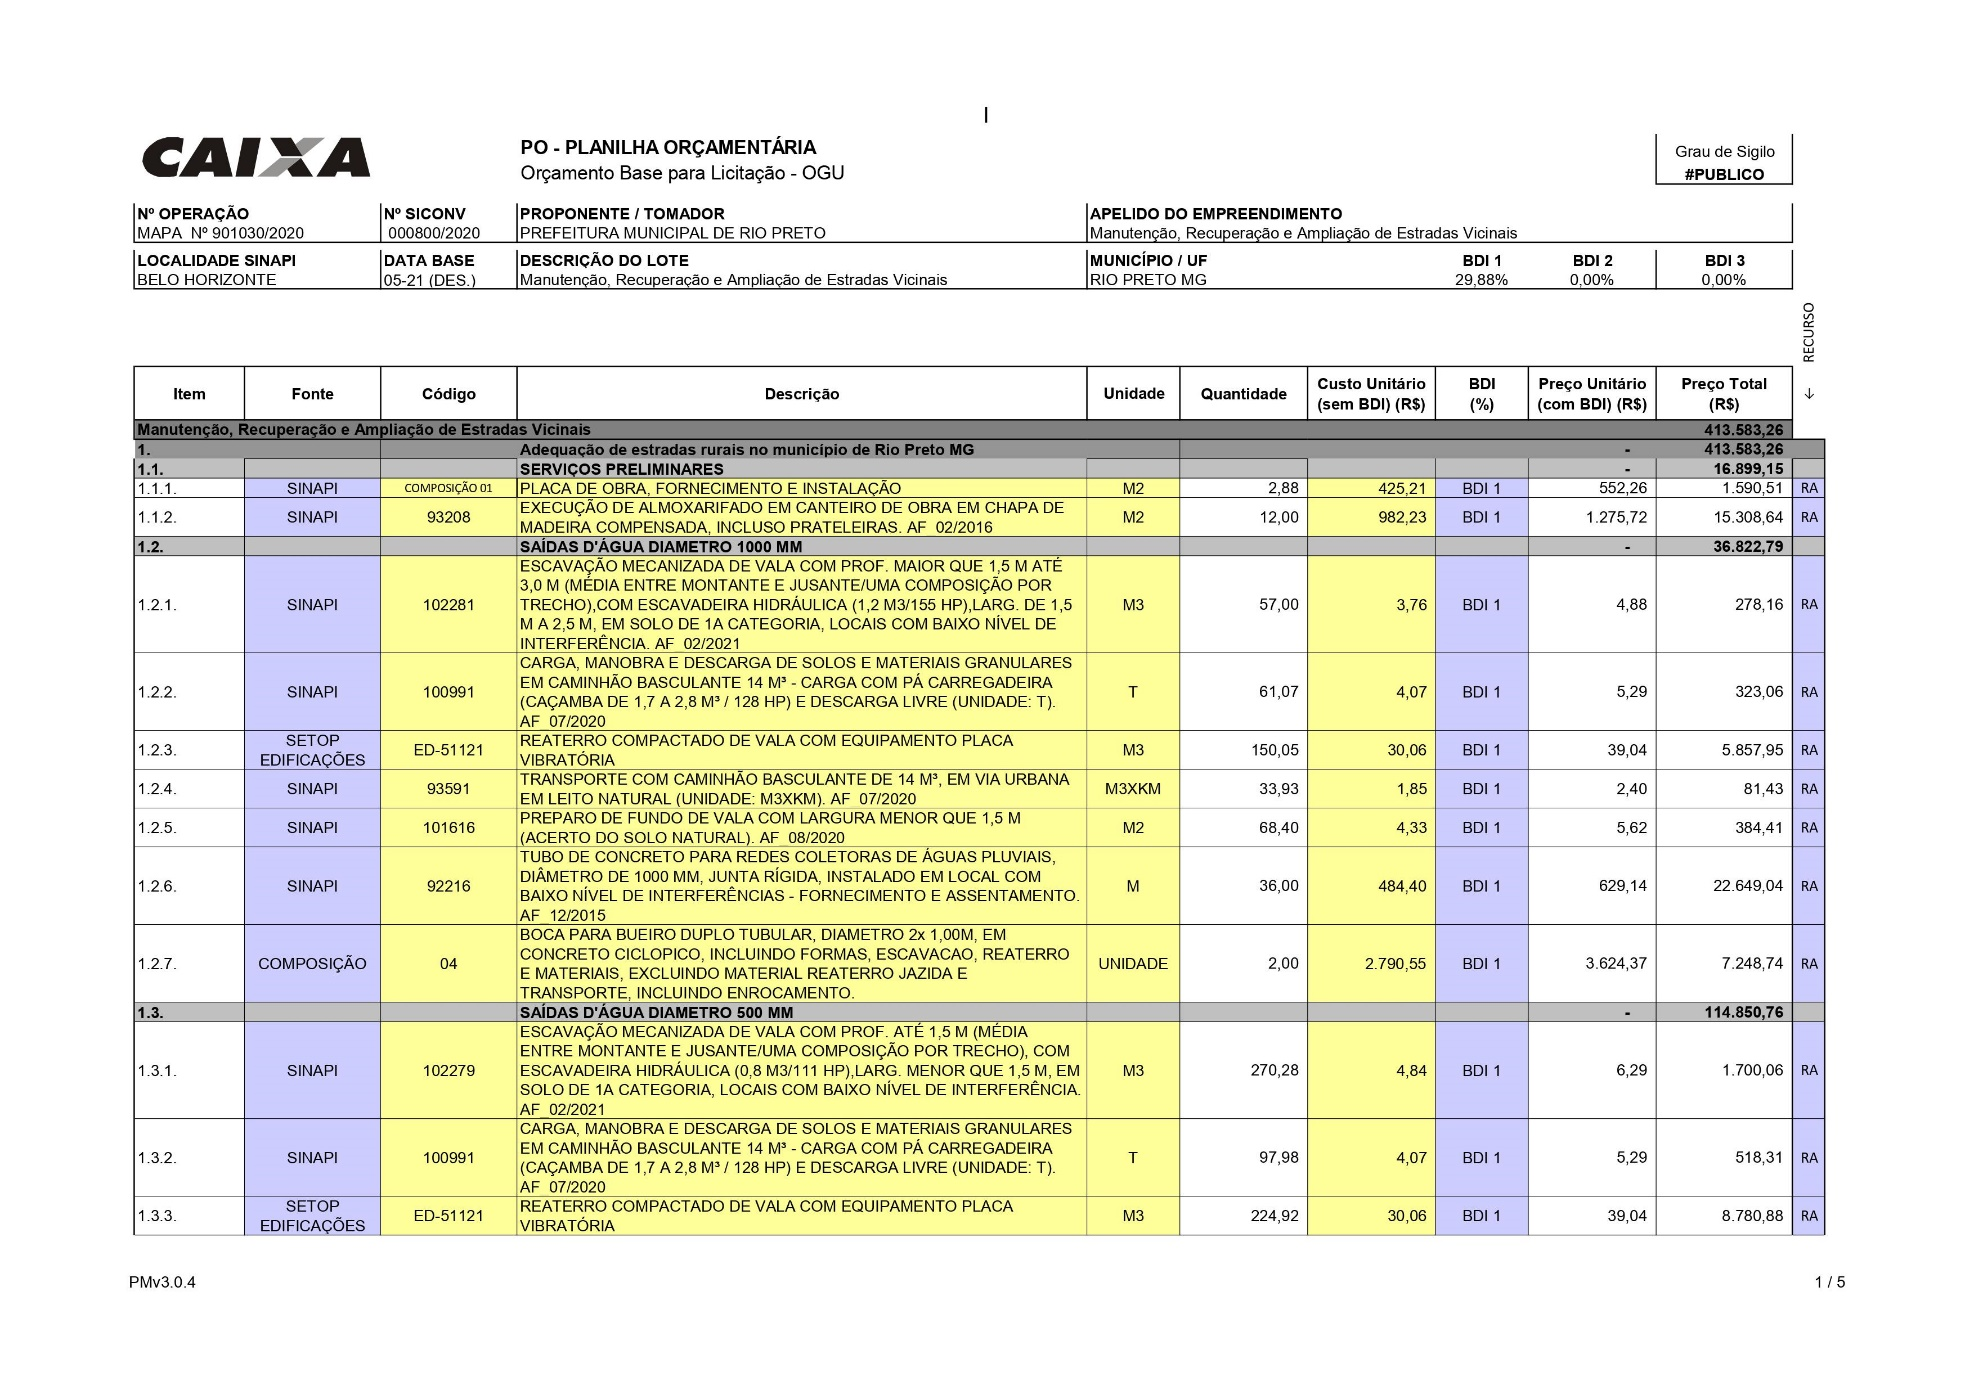 CAIXA
PO - PLANILHA ORÇAMENTÁRIA
Orçamento Base para Licitação - OGU
Grau de Sigilo
#PUBLICO
Nº OPERAÇÃO Nº SICONV PROPONENTE / TOMADOR APELIDO DO EMPREENDIMENTO
MAPA Nº 901030/2020 000800/2020 PREFEITURA MUNICIPAL DE RIO PRETO Manutenção, Recuperação e Ampliação de Estradas Vicinais
LOCALIDADE SINAPI DATA BASE DESCRIÇÃO DO LOTE MUNICÍPIO / UF BDI 1 BDI 2 BDI 3
BELO HORIZONTE 05-21 (DES.) Manutenção, Recuperação e Ampliação de Estradas Vicinais RIO PRETO MG 29,88% 0,00% 0,00%
RECURSO
Item Fonte Código Descrição Unidade Quantidade Custo Unitário (sem BDI) (R$) BDI (%) Preço Unitário (com BDI) (R$) Preço Total (R$) ↓
Manutenção, Recuperação e Ampliação de Estradas Vicinais 413.583,26
1. Adequação de estradas rurais no município de Rio Preto MG - 413.583,26
1.1. SERVIÇOS PRELIMINARES - 16.899,15
1.1.1. SINAPI COMPOSIÇÃO 01 PLACA DE OBRA, FORNECIMENTO E INSTALAÇÃO M2 2,88 425,21 BDI 1 552,26 1.590,51 RA
EXECUÇÃO DE ALMOXARIFADO EM CANTEIRO DE OBRA EM CHAPA DE
1.1.2. SINAPI 93208 MADEIRA COMPENSADA, INCLUSO PRATELEIRAS. AF_02/2016 M2 12,00 982,23 BDI 1 1.275,72 15.308,64 RA
1.2. SAÍDAS D'ÁGUA DIAMETRO 1000 MM - 36.822,79
ESCAVAÇÃO MECANIZADA DE VALA COM PROF. MAIOR QUE 1,5 M ATÉ
3,0 M (MÉDIA ENTRE MONTANTE E JUSANTE/UMA COMPOSIÇÃO POR
1.2.1. SINAPI 102281 TRECHO),COM ESCAVADEIRA HIDRÁULICA (1,2 M3/155 HP),LARG. DE 1,5 M3 57,00 3,76 BDI 1 4,88 278,16 RA
M A 2,5 M, EM SOLO DE 1A CATEGORIA, LOCAIS COM BAIXO NÍVEL DE
INTERFERÊNCIA. AF_02/2021
CARGA, MANOBRA E DESCARGA DE SOLOS E MATERIAIS GRANULARES
EM CAMINHÃO BASCULANTE 14 M³ - CARGA COM PÁ CARREGADEIRA
1.2.2. SINAPI 100991 (CAÇAMBA DE 1,7 A 2,8 M³ / 128 HP) E DESCARGA LIVRE (UNIDADE: T). T 61,07 4,07 BDI 1 5,29 323,06 RA
AF_07/2020
1.2.3. SETOP EDIFICAÇÕES ED-51121 REATERRO COMPACTADO DE VALA COM EQUIPAMENTO PLACA
VIBRATÓRIA M3 150,05 30,06 BDI 1 39,04 5.857,95 RA
TRANSPORTE COM CAMINHÃO BASCULANTE DE 14 M³, EM VIA URBANA
1.2.4. SINAPI 93591 EM LEITO NATURAL (UNIDADE: M3XKM). AF_07/2020 M3XKM 33,93 1,85 BDI 1 2,40 81,43 RA
PREPARO DE FUNDO DE VALA COM LARGURA MENOR QUE 1,5 M
1.2.5. SINAPI 101616 (ACERTO DO SOLO NATURAL). AF_08/2020 M2 68,40 4,33 BDI 1 5,62 384,41 RA
TUBO DE CONCRETO PARA REDES COLETORAS DE ÁGUAS PLUVIAIS,
DIÂMETRO DE 1000 MM, JUNTA RÍGIDA, INSTALADO EM LOCAL COM
1.2.6. SINAPI 92216 BAIXO NÍVEL DE INTERFERÊNCIAS - FORNECIMENTO E ASSENTAMENTO. M 36,00 484,40 BDI 1 629,14 22.649,04 RA
AF_12/2015
BOCA PARA BUEIRO DUPLO TUBULAR, DIAMETRO 2x 1,00M, EM
CONCRETO CICLOPICO, INCLUINDO FORMAS, ESCAVACAO, REATERRO
1.2.7. COMPOSIÇÃO 04 E MATERIAIS, EXCLUINDO MATERIAL REATERRO JAZIDA E UNIDADE 2,00 2.790,55 BDI 1 3.624,37 7.248,74 RA
TRANSPORTE, INCLUINDO ENROCAMENTO.
1.3. SAÍDAS D'ÁGUA DIAMETRO 500 MM - 114.850,76
ESCAVAÇÃO MECANIZADA DE VALA COM PROF. ATÉ 1,5 M (MÉDIA
ENTRE MONTANTE E JUSANTE/UMA COMPOSIÇÃO POR TRECHO), COM
1.3.1. SINAPI 102279 ESCAVADEIRA HIDRÁULICA (0,8 M3/111 HP),LARG. MENOR QUE 1,5 M, EM M3 270,28 4,84 BDI 1 6,29 1.700,06 RA
SOLO DE 1A CATEGORIA, LOCAIS COM BAIXO NÍVEL DE INTERFERÊNCIA.
AF_02/2021
CARGA, MANOBRA E DESCARGA DE SOLOS E MATERIAIS GRANULARES
EM CAMINHÃO BASCULANTE 14 M³ - CARGA COM PÁ CARREGADEIRA
1.3.2. SINAPI 100991 (CAÇAMBA DE 1,7 A 2,8 M³ / 128 HP) E DESCARGA LIVRE (UNIDADE: T). T 97,98 4,07 BDI 1 5,29 518,31 RA
AF_07/2020
1.3.3. SETOP EDIFICAÇÕES ED-51121 REATERRO COMPACTADO DE VALA COM EQUIPAMENTO PLACA
VIBRATÓRIA M3 224,92 30,06 BDI 1 39,04 8.780,88 RA
PMv3.0.4 1 / 5